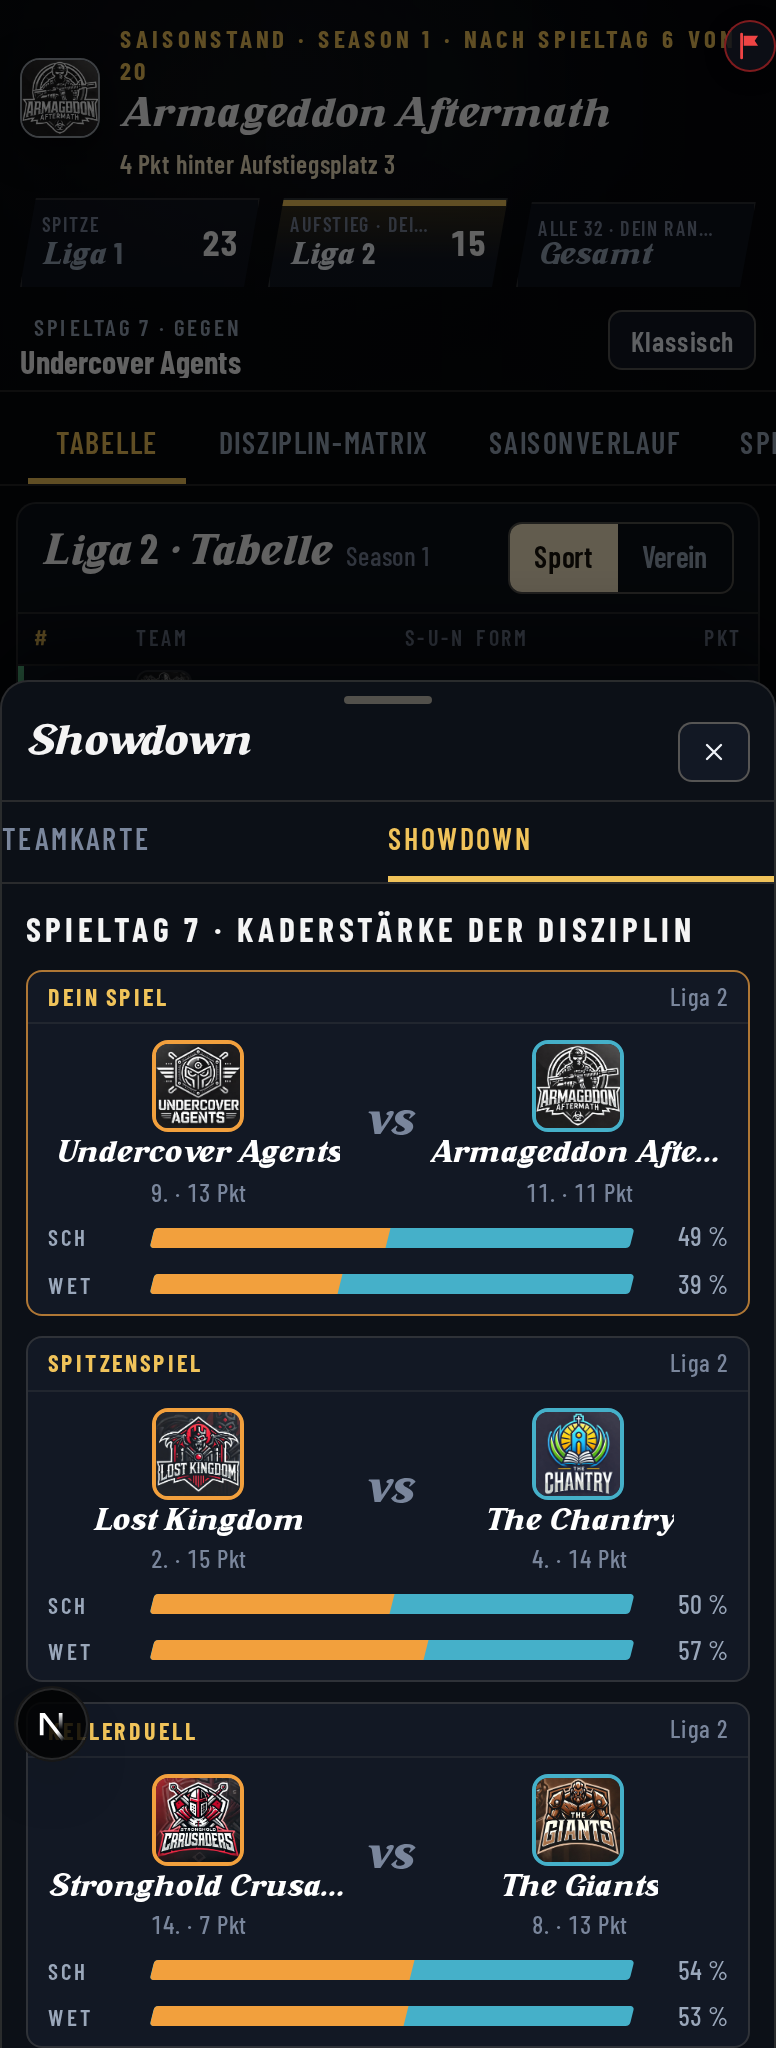 SAISONSTAND · SEASON 1 · NACH SPIELTAG 6 VON
20
Armageddon Aftermath
4 Pkt hinter Aufstiegsplatz 3
SPITZE
Liga 1
23
AUFSTIEG · DEI...
Liga 2
15
ALLE 32 · DEIN RAN...
Gesamt
SPIELTAG 7 · GEGEN
Undercover Agents
Klassisch
TABELLE
DISZIPLIN-MATRIX
SAISONVERLAUF
SPI
Liga 2 · Tabelle
Season 1
Sport
Verein
# TEAM S-U-N FORM PKT
Showdown
TEAMKARTE
SHOWDOWN
SPIELTAG 7 · KADERSTÄRKE DER DISZIPLIN
DEIN SPIEL
Liga 2
UNDERCOVER
AGENTS
ARMAGEDDON
AFTERMATH
VS
Undercover Agents
Armageddon Afte...
9. · 13 Pkt
11. · 11 Pkt
SCH 49 %
WET 39 %
SPITZENSPIEL
Liga 2
LOST KINGDOM
THE
CHANTRY
VS
Lost Kingdom
The Chantry
2. · 15 Pkt
4. · 14 Pkt
SCH 50 %
WET 57 %
N
LLERDUELL
Liga 2
STRONGHOLD
CRUSADERS
THE
GIANTS
VS
Stronghold Crusa...
The Giants
14. · 7 Pkt
8. · 13 Pkt
SCH 54 %
WET 53 %